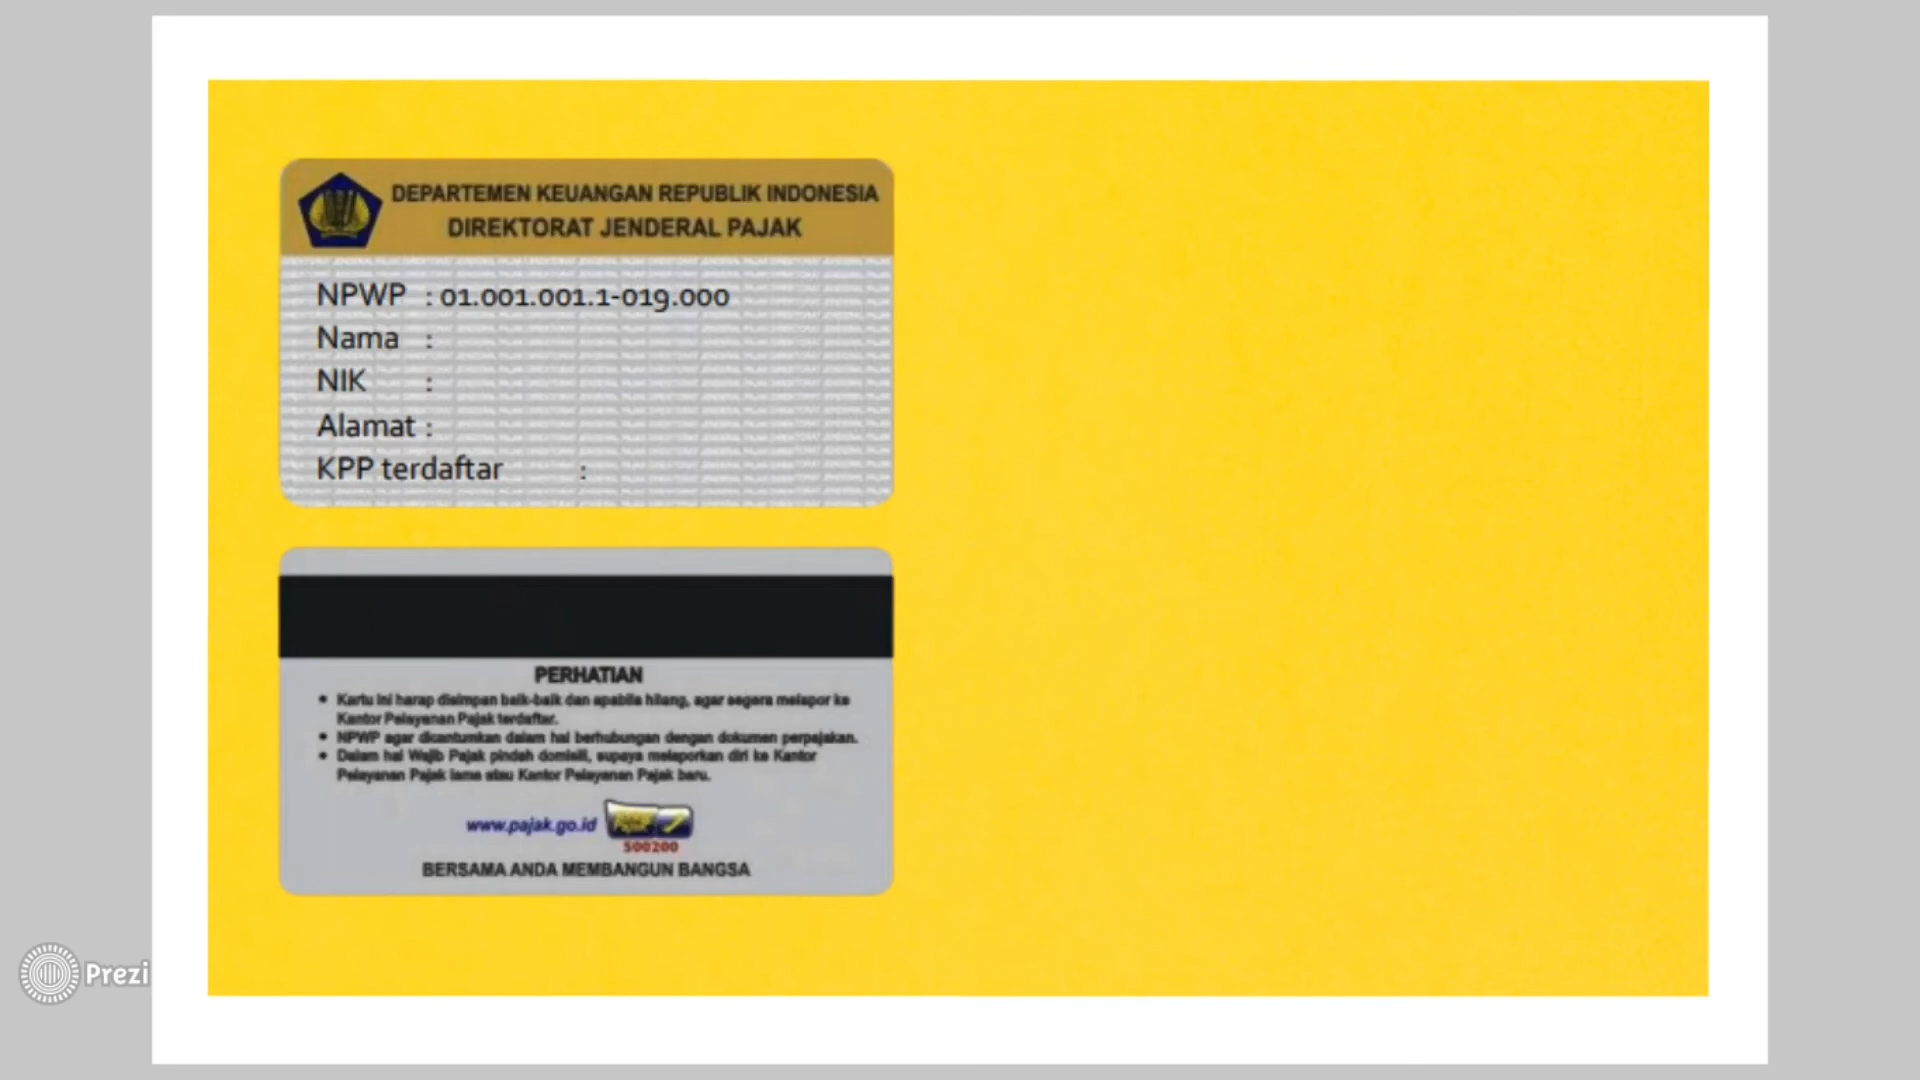 DEPARTEMEN KEUANGAN REPUBLIK INDONESIA
DIREKTORAT JENDERAL PAJAK
NPWP : 01.001.001.1-019.000
Nama :
NIK :
Alamat :
KPP terdaftar :
PERHATIAN
• Kartu ini harap disimpan baik-baik dan apabila hilang, agar segera melapor ke
Kantor Pelayanan Pajak terdaftar.
• NPWP agar dicantumkan dalam hal berhubungan dengan dokumen perpajakan.
• Dalam hal Wajib Pajak pindah domisili, supaya melaporkan diri ke Kantor
Pelayanan Pajak lama atau Kantor Pelayanan Pajak baru.
www.pajak.go.id
500200
BERSAMA ANDA MEMBANGUN BANGSA
Prezi